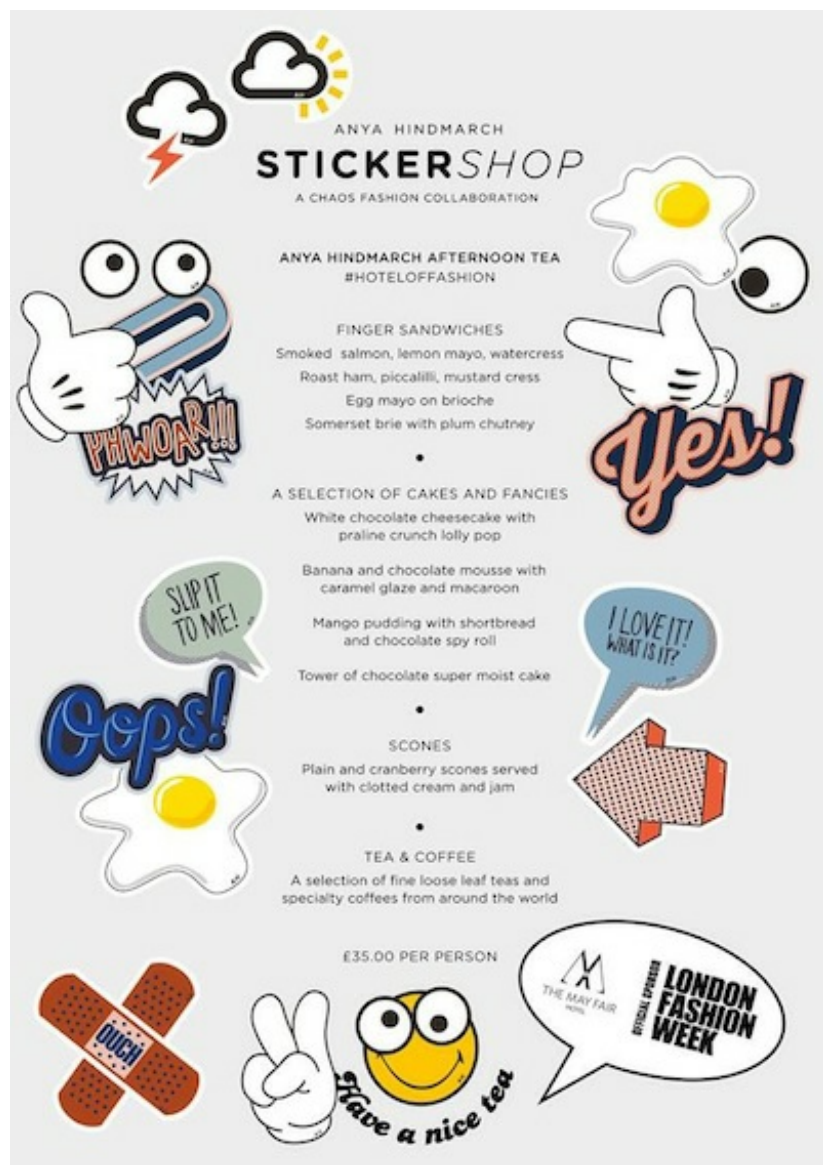 ANYA HINDMARCH
STICKERSHOP
A CHAOS FASHION COLLABORATION
ANYA HINDMARCH AFTERNOON TEA
#HOTELOFFASHION
FINGER SANDWICHES
Smoked salmon, lemon mayo, watercress
Roast ham, piccalilli, mustard cress
Egg mayo on brioche
Somerset brie with plum chutney
PHWOAR!!!
Yes!
A SELECTION OF CAKES AND FANCIES
White chocolate cheesecake with
praline crunch lolly pop
Banana and chocolate mousse with
caramel glaze and macaroon
Mango pudding with shortbread
and chocolate spy roll
Tower of chocolate super moist cake
SLIP IT
TO ME!
I LOVE IT!
WHAT IS IT?
Oops!
SCONES
Plain and cranberry scones served
with clotted cream and jam
TEA & COFFEE
A selection of fine loose leaf teas and
specialty coffees from around the world
£35.00 PER PERSON
THE MAY FAIR
HOTEL
OFFICIAL SPONSOR
LONDON
FASHION
WEEK
OUCH
Have a nice tea